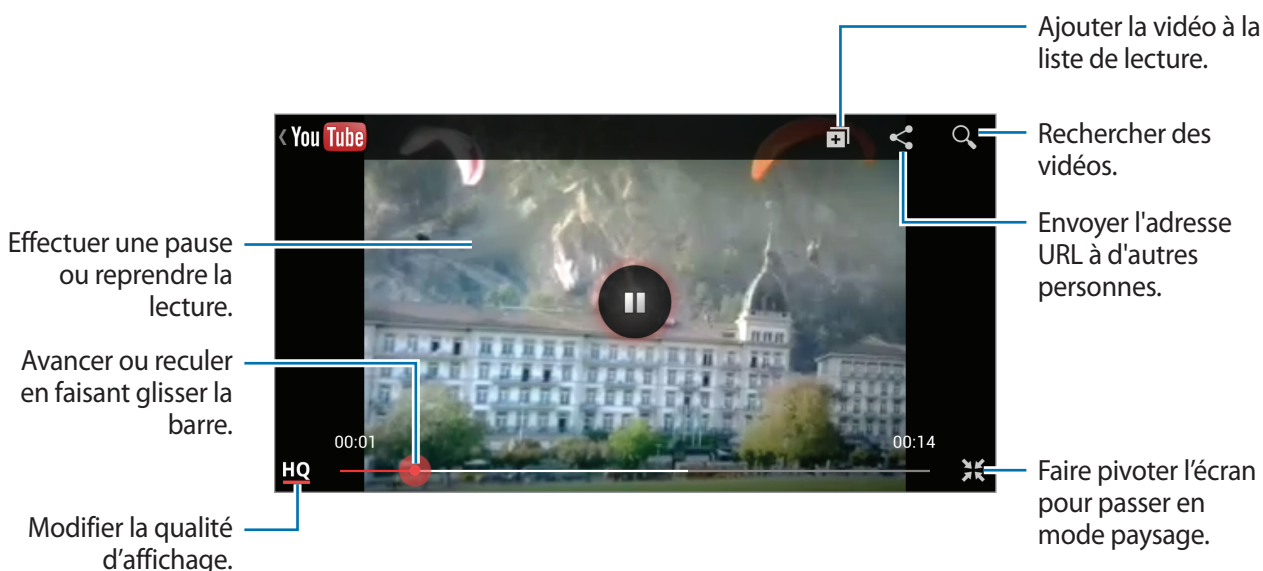 Ajouter la vidéo à la
liste de lecture.
You Tube
Rechercher des
vidéos.
Envoyer l'adresse
URL à d'autres
personnes.
Effectuer une pause
ou reprendre la
lecture.
Avancer ou reculer
en faisant glisser la
barre.
00:01
00:14
HQ
Faire pivoter l’écran
pour passer en
mode paysage.
Modifier la qualité
d’affichage.